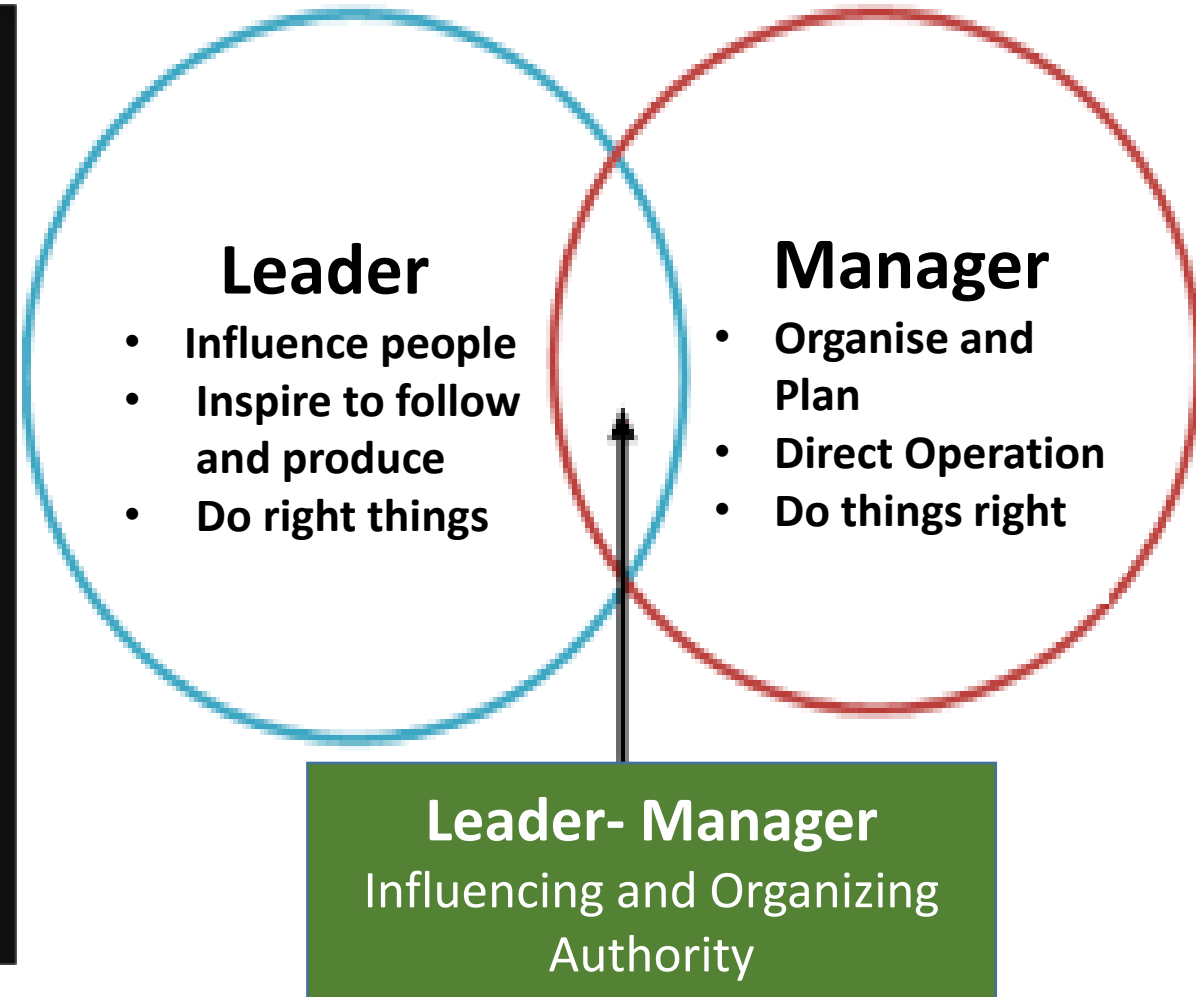 Leader
• Influence people
• Inspire to follow
and produce
• Do right things
Manager
• Organise and
Plan
• Direct Operation
• Do things right
Leader- Manager
Influencing and Organizing
Authority